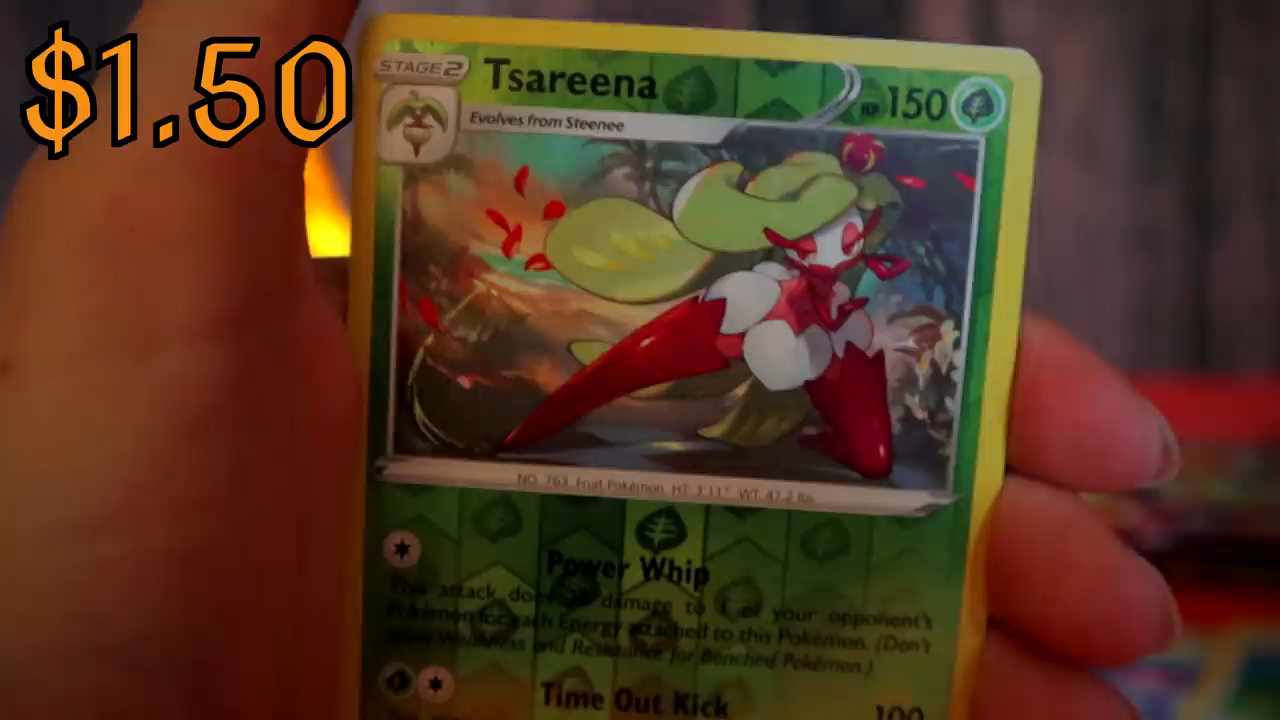 $1.50
STAGE 2
Tsareena
HP 150
Evolves from Steenee
NO. 763 Fruit Pokémon HT: 3'11" WT: 47.2 lbs.
Power Whip
This attack does damage to 1 of your opponent's
Pokémon for each Energy attached to this Pokémon. (Don't
apply Weakness and Resistance for Benched Pokémon.)
Time Out Kick
100